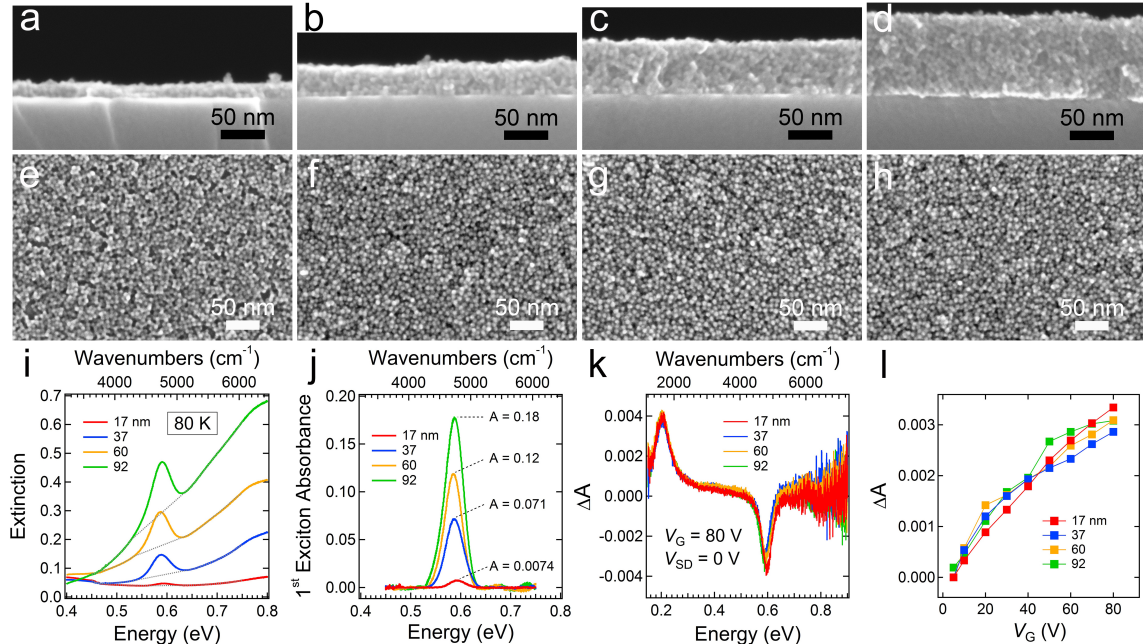 a
b
c
d
50 nm
50 nm
50 nm
50 nm
e
f
g
h
50 nm
50 nm
50 nm
50 nm
i
Wavenumbers (cm⁻¹)
4000 5000 6000
0.7
0.6
0.5
0.4
0.3
0.2
0.1
0.0
Extinction
80 K
17 nm
37
60
92
0.4 0.5 0.6 0.7 0.8
Energy (eV)
j
Wavenumbers (cm⁻¹)
4000 5000 6000
0.20
0.15
0.10
0.05
0.00
1ˢᵗ Exciton Absorbance
17 nm
37
60
92
A = 0.18
A = 0.12
A = 0.071
A = 0.0074
0.4 0.5 0.6 0.7 0.8
Energy (eV)
k
Wavenumbers (cm⁻¹)
2000 4000 6000
0.004
0.002
0.000
-0.002
-0.004
ΔA
17 nm
37
60
92
V_G = 80 V
V_SD = 0 V
0.2 0.4 0.6 0.8
Energy (eV)
l
0.003
0.002
0.001
0.000
ΔA
17 nm
37
60
92
0 20 40 60 80
V_G (V)